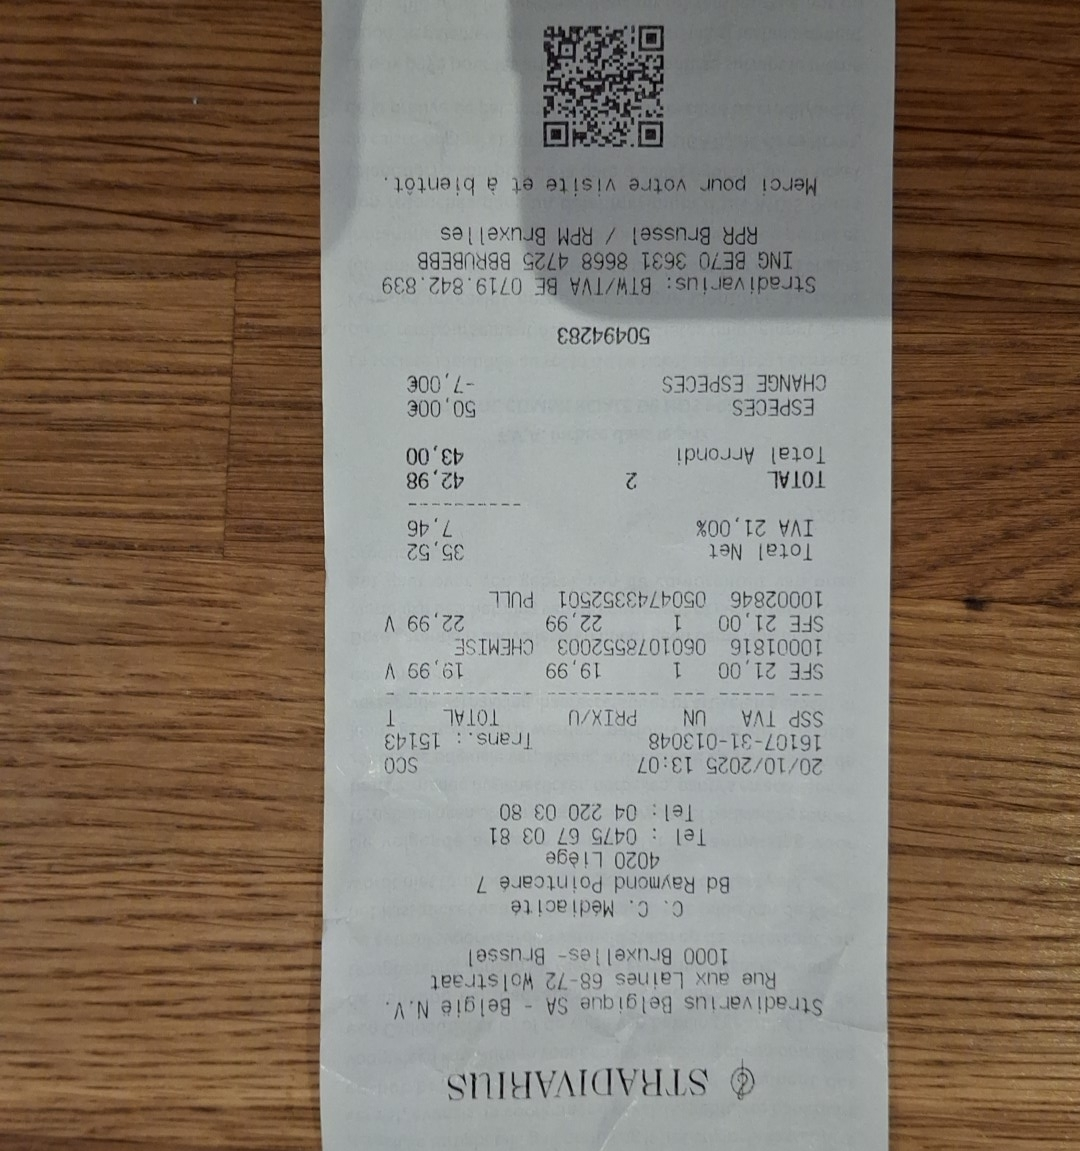 STRADIVARIUS
Stradivarius Belgique SA - België N.V.
Rue aux Laines 68-72 Wolstraat
1000 Bruxelles- Brussel
C. C. Médiacité
Bd Raymond Pointcaré 7
4020 Liège
Tel : 0475 67 03 81
Tel: 04 220 03 80
20/10/2025 13:07 SCO
16107-31-013048 Trans.: 15143
SSP TVA UN PRIX/U TOTAL T
--- --- -- ------ ----- -
SFE 21,00 1 19,99 19,99 V
10001816 0601078552003 CHEMISE
SFE 21,00 1 22,99 22,99 V
10002846 0504743352501 PULL
Total Net 35,52
IVA 21,00% 7,46
----------
TOTAL 2 42,98
Total Arrondi 43,00
ESPECES 50,00€
CHANGE ESPECES -7,00€
50494283
Stradivarius: BTW/TVA BE 0719.842.839
ING BE70 3631 8668 4725 BBRUBEBB
RPR Brussel / RPM Bruxelles
Merci pour votre visite et à bientôt.